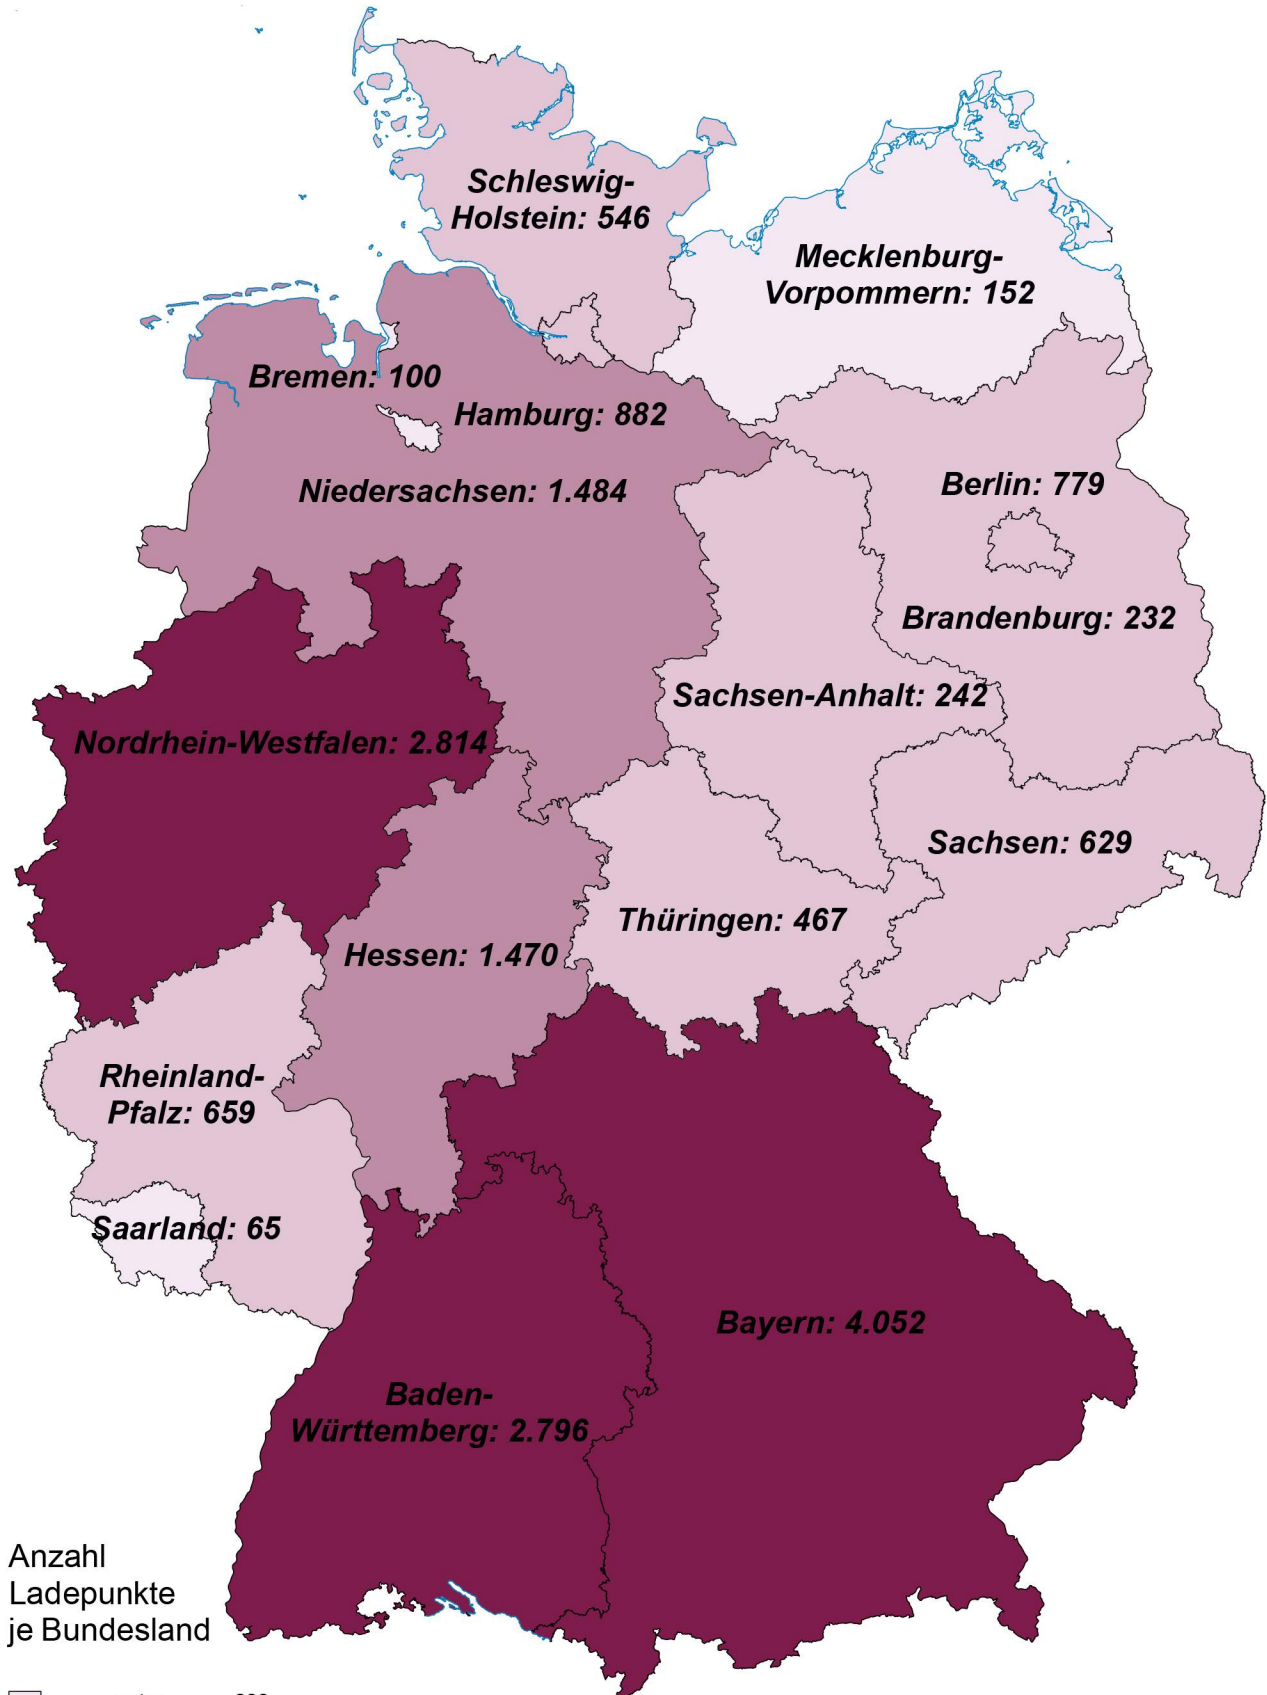 Schleswig-
Holstein: 546
Mecklenburg-
Vorpommern: 152
Bremen: 100
Hamburg: 882
Niedersachsen: 1.484
Berlin: 779
Brandenburg: 232
Sachsen-Anhalt: 242
Nordrhein-Westfalen: 2.814
Sachsen: 629
Thüringen: 467
Hessen: 1.470
Rheinland-
Pfalz: 659
Saarland: 65
Bayern: 4.052
Baden-
Württemberg: 2.796
Anzahl
Ladepunkte
je Bundesland